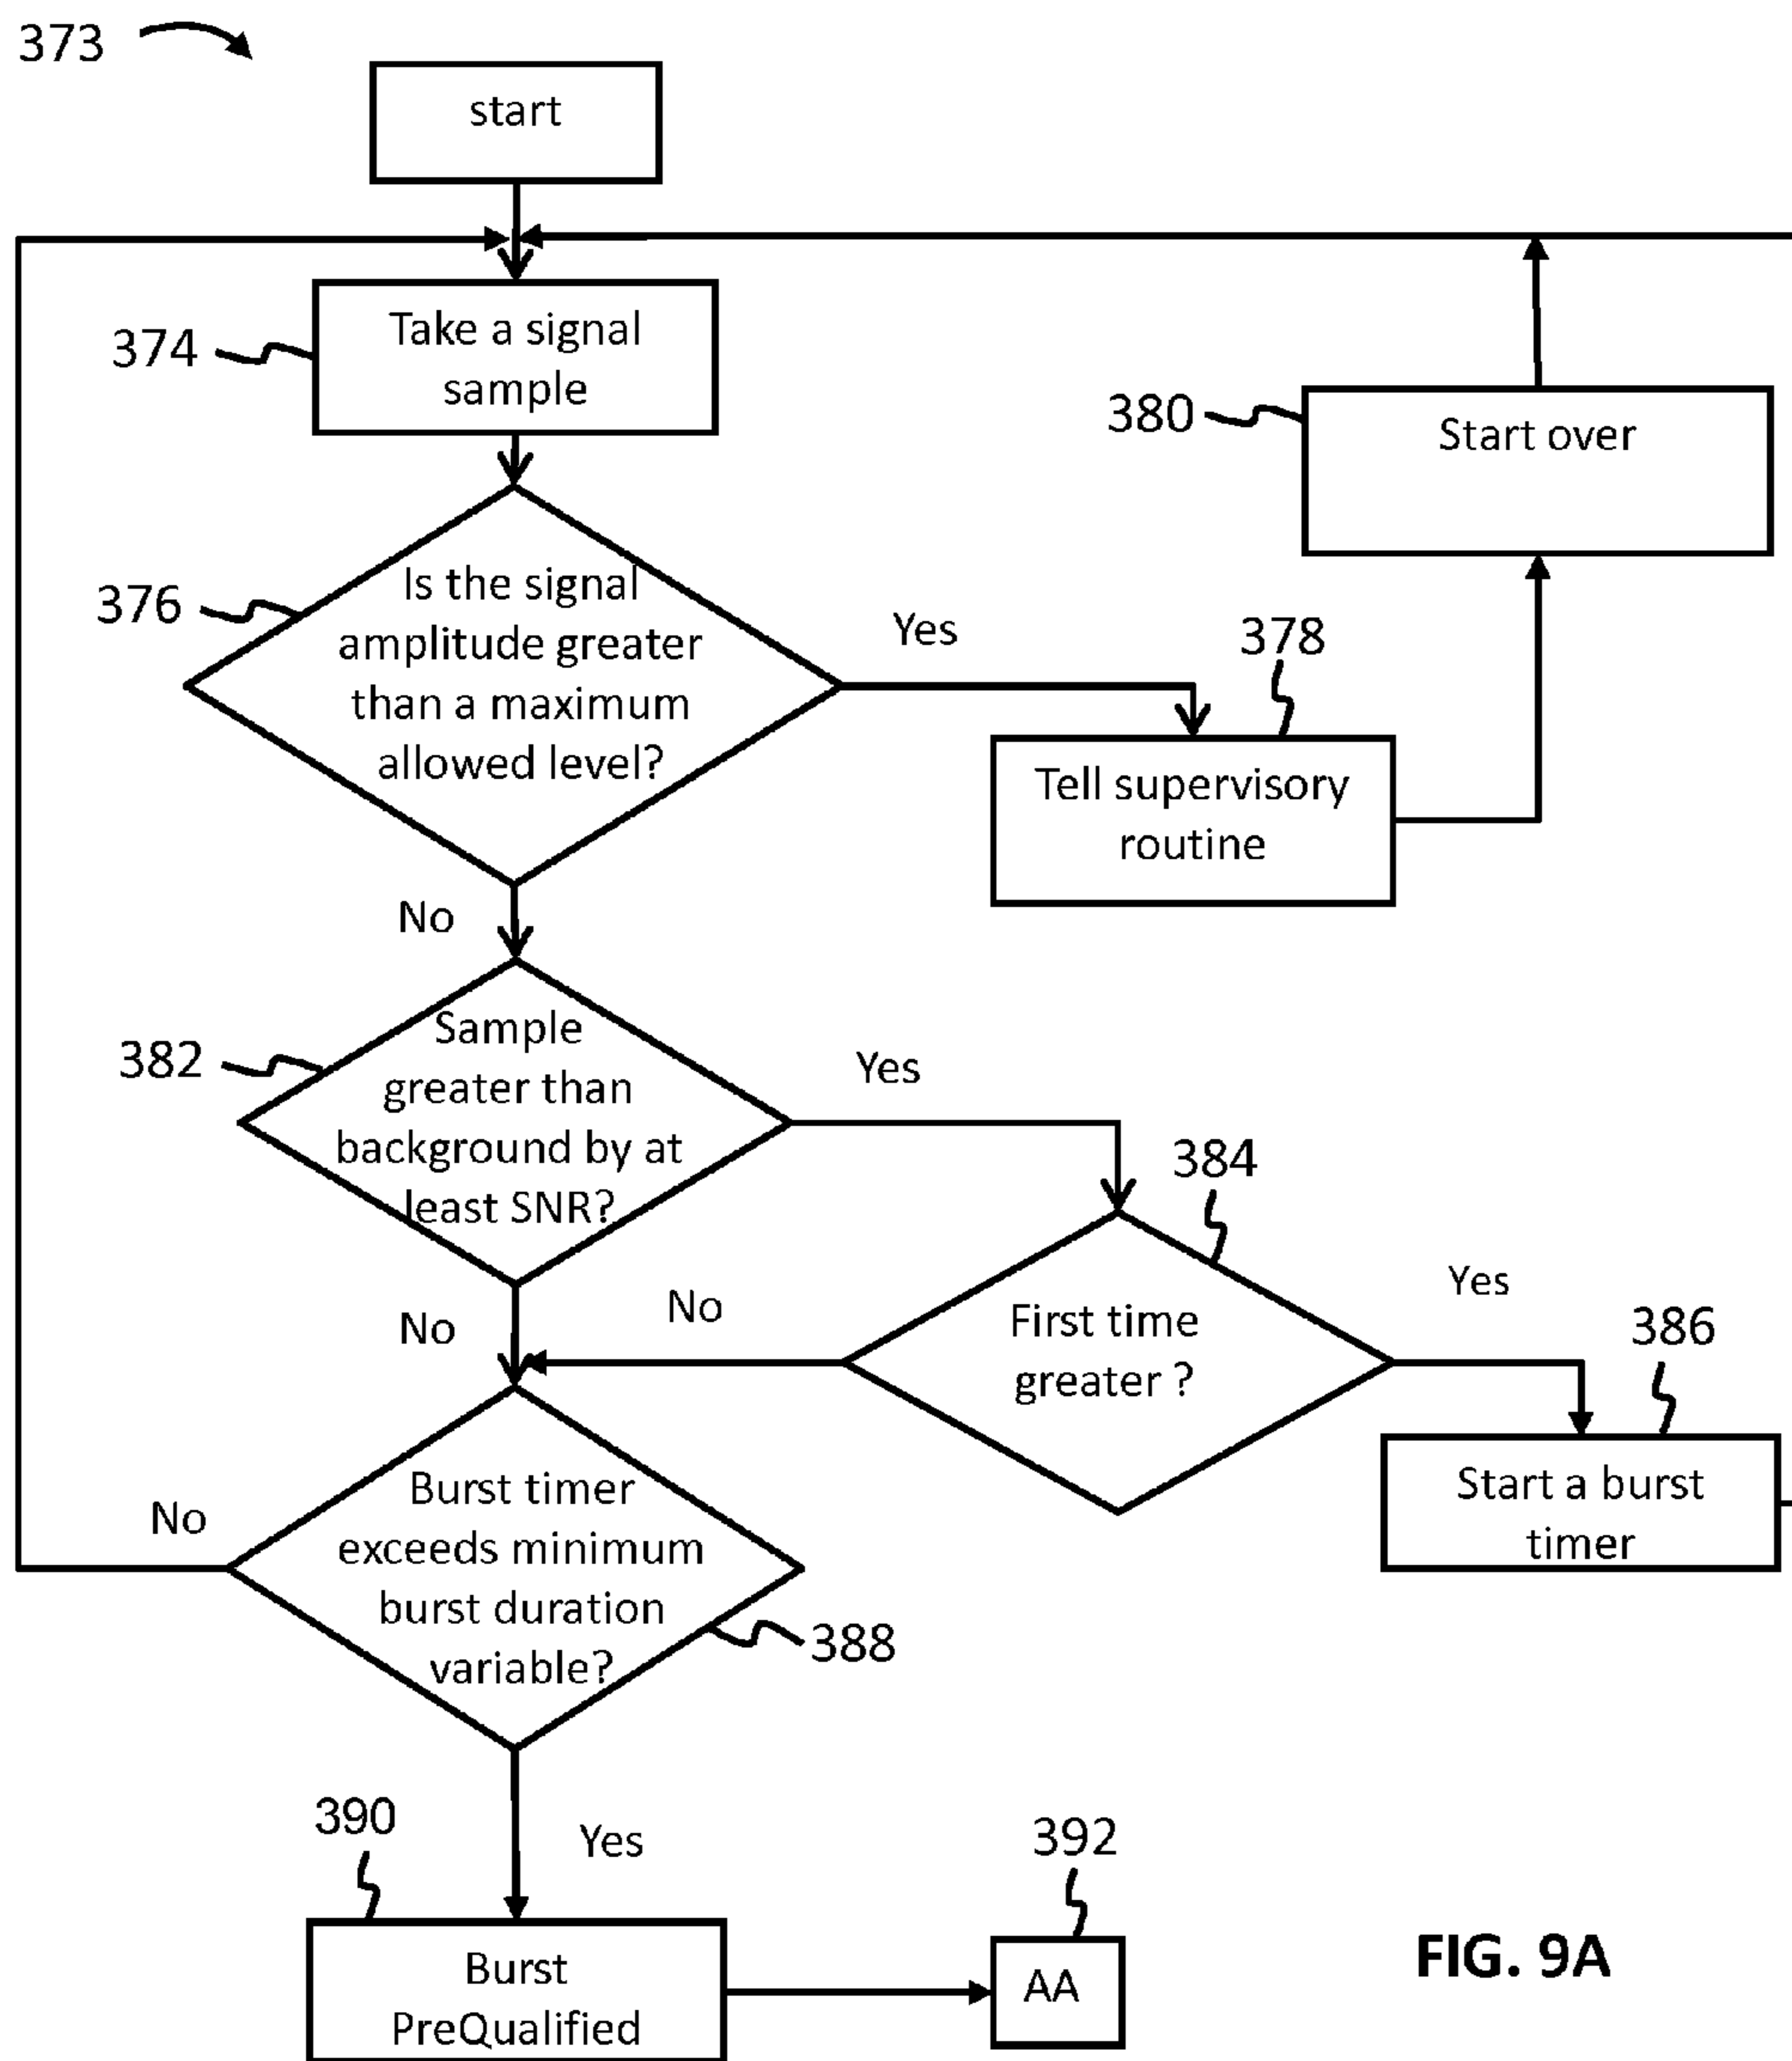 373
start
374
Take a signal
sample
380
Start over
376
Is the signal
amplitude greater
than a maximum
allowed level?
Yes
378
Tell supervisory
routine
No
382
Sample
greater than
background by at
least SNR?
Yes
384
No
No
First time
greater ?
Yes
386
Start a burst
timer
No
Burst timer
exceeds minimum
burst duration
variable?
388
390
Yes
392
Burst
PreQualified
AA
FIG. 9A